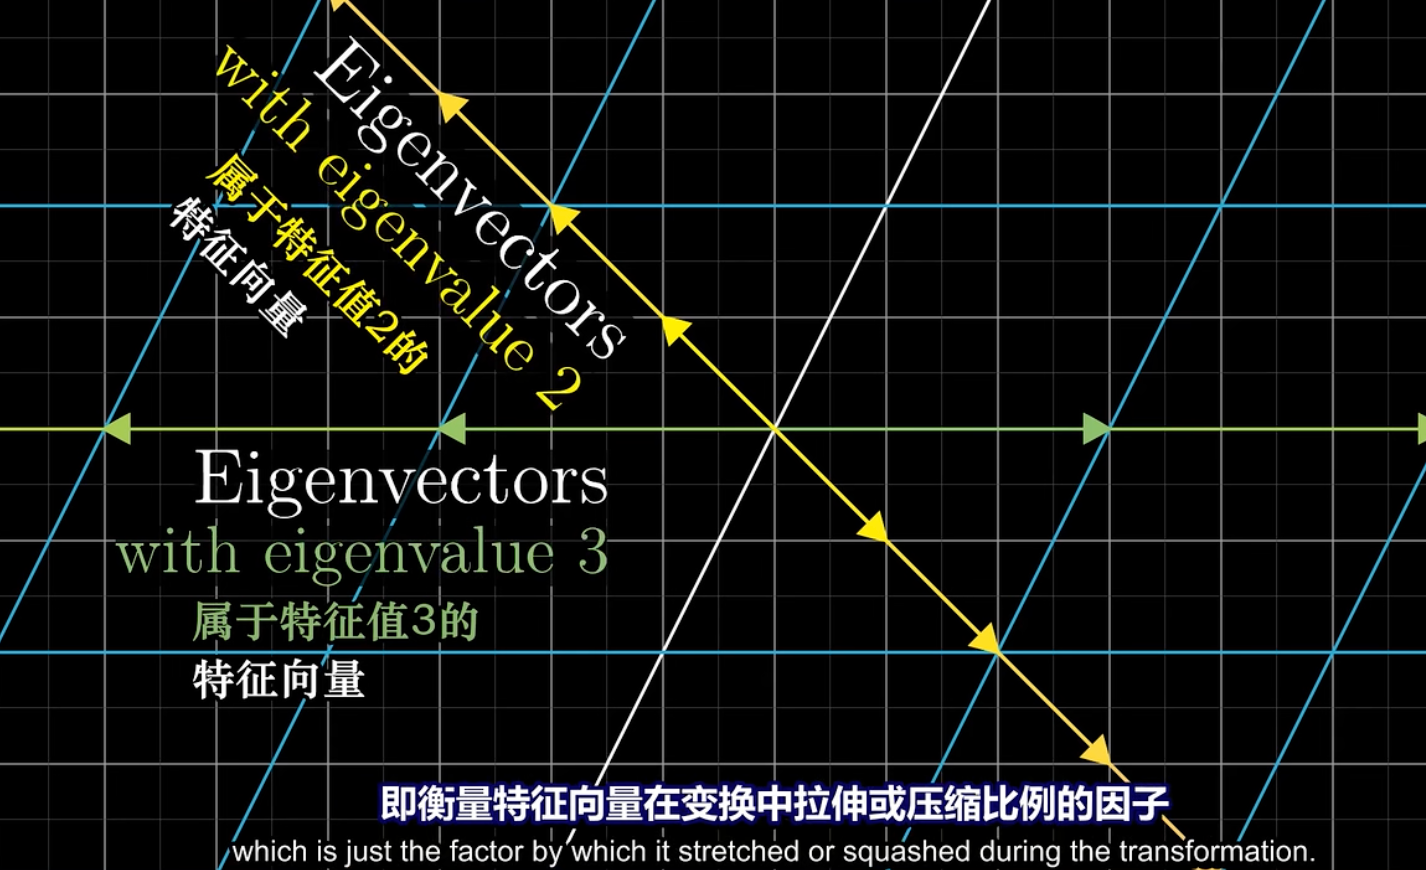 Eigenvectors
with eigenvalue 2
属于特征值2的
特征向量
Eigenvectors
with eigenvalue 3
属于特征值3的
特征向量
即衡量特征向量在变换中拉伸或压缩比例的因子
which is just the factor by which it stretched or squashed during the transformation.